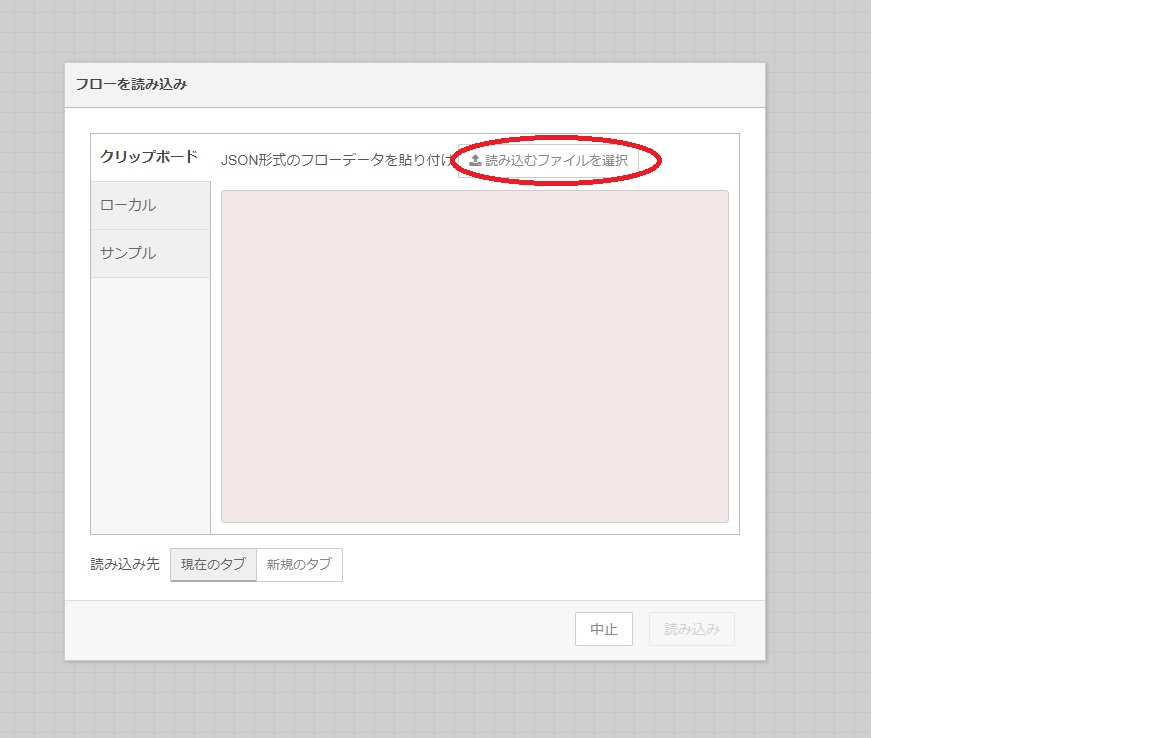 フローを読み込み
クリップボード
JSON形式のフローデータを貼り付け
読み込むファイルを選択
ローカル
サンプル
読み込み先
現在のタブ
新規のタブ
中止
読み込み